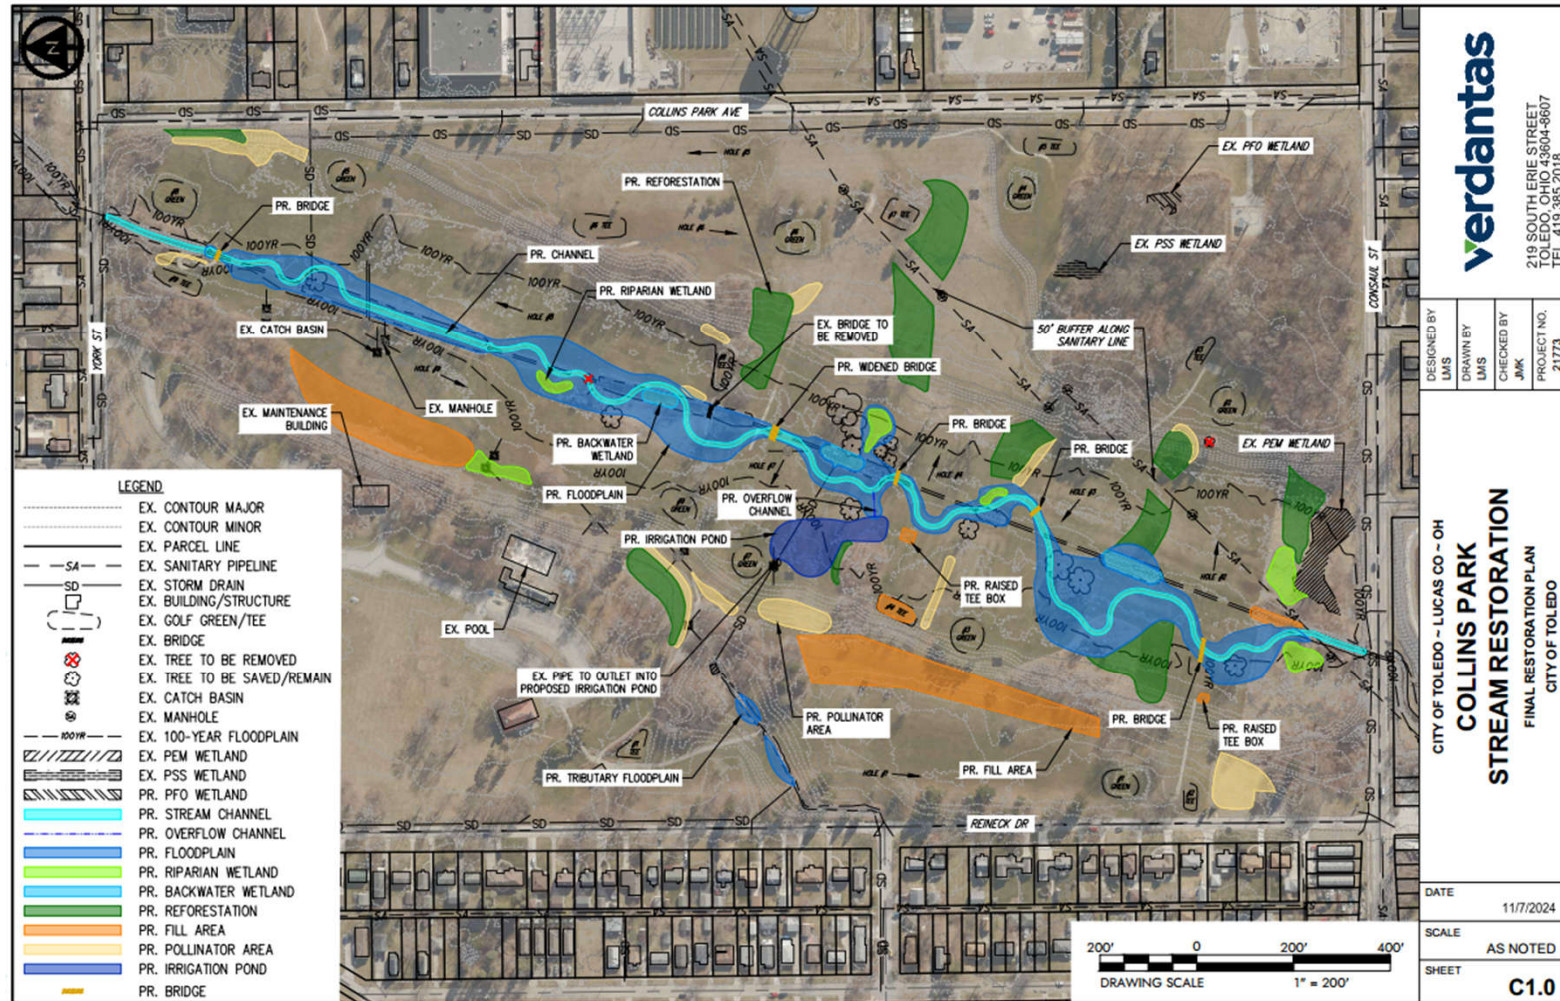 N
COLLINS PARK AVE
YORK ST
CONSAUL ST
REINECK DR
PR. BRIDGE
PR. CHANNEL
PR. RIPARIAN WETLAND
PR. REFORESTATION
EX. BRIDGE TO
BE REMOVED
PR. WIDENED BRIDGE
50' BUFFER ALONG
SANITARY LINE
EX. PFO WETLAND
EX. PSS WETLAND
EX. PEM WETLAND
EX. CATCH BASIN
EX. MANHOLE
EX. MAINTENANCE
BUILDING
PR. BACKWATER
WETLAND
PR. FLOODPLAIN
PR. OVERFLOW
CHANNEL
PR. BRIDGE
PR. BRIDGE
PR. IRRIGATION POND
PR. RAISED
TEE BOX
EX. POOL
EX. PIPE TO OUTLET INTO
PROPOSED IRRIGATION POND
PR. POLLINATOR
AREA
PR. TRIBUTARY FLOODPLAIN
PR. FILL AREA
PR. BRIDGE
PR. RAISED
TEE BOX
LEGEND
EX. CONTOUR MAJOR
EX. CONTOUR MINOR
EX. PARCEL LINE
SA EX. SANITARY PIPELINE
SD EX. STORM DRAIN
EX. BUILDING/STRUCTURE
EX. GOLF GREEN/TEE
EX. BRIDGE
EX. TREE TO BE REMOVED
EX. TREE TO BE SAVED/REMAIN
EX. CATCH BASIN
EX. MANHOLE
100YR EX. 100-YEAR FLOODPLAIN
EX. PEM WETLAND
EX. PSS WETLAND
PR. PFO WETLAND
PR. STREAM CHANNEL
PR. OVERFLOW CHANNEL
PR. FLOODPLAIN
PR. RIPARIAN WETLAND
PR. BACKWATER WETLAND
PR. REFORESTATION
PR. FILL AREA
PR. POLLINATOR AREA
PR. IRRIGATION POND
PR. BRIDGE
200' 0 200' 400'
DRAWING SCALE 1" = 200'
verdantas
219 SOUTH ERIE STREET
TOLEDO, OHIO 43604-8607
TEL 419.385.2018
DESIGNED BY
LMS
DRAWN BY
LMS
CHECKED BY
JMK
PROJECT NO.
21773
CITY OF TOLEDO ~ LUCAS CO ~ OH
COLLINS PARK
STREAM RESTORATION
FINAL RESTORATION PLAN
CITY OF TOLEDO
DATE
11/7/2024
SCALE
AS NOTED
SHEET
C1.0